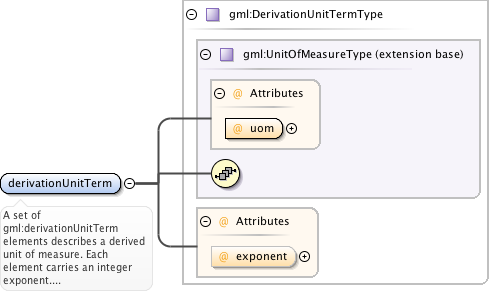 gml:DerivationUnitTermType
gml:UnitOfMeasureType (extension base)
@ Attributes
@ uom
derivationUnitTerm
A set of
gml:derivationUnitTerm
elements describes a derived
unit of measure. Each
element carries an integer
exponent....
@ Attributes
@ exponent